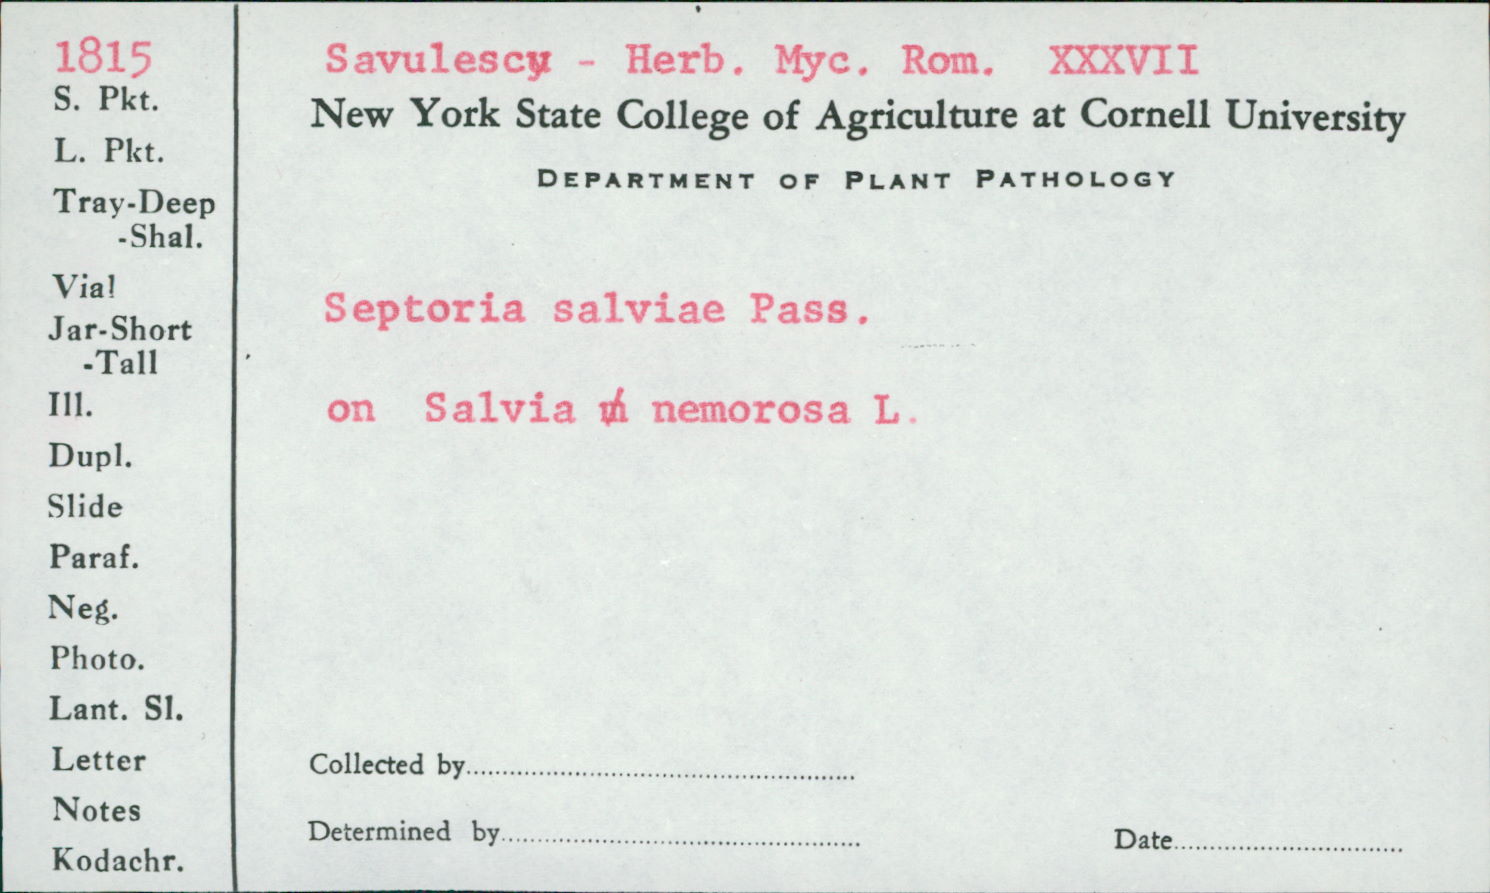 1815
S. Pkt.
L. Pkt.
Tray-Deep
-Shal.
Vial
Jar-Short
-Tall
Ill.
Dupl.
Slide
Paraf.
Neg.
Photo.
Lant. Sl.
Letter
Notes
Kodachr.
Savulescu - Herb. Myc. Rom. XXXVII
New York State College of Agriculture at Cornell University
DEPARTMENT OF PLANT PATHOLOGY
Septoria salviae Pass.
on Salvia nemorosa L.
Collected by
Determined by
Date